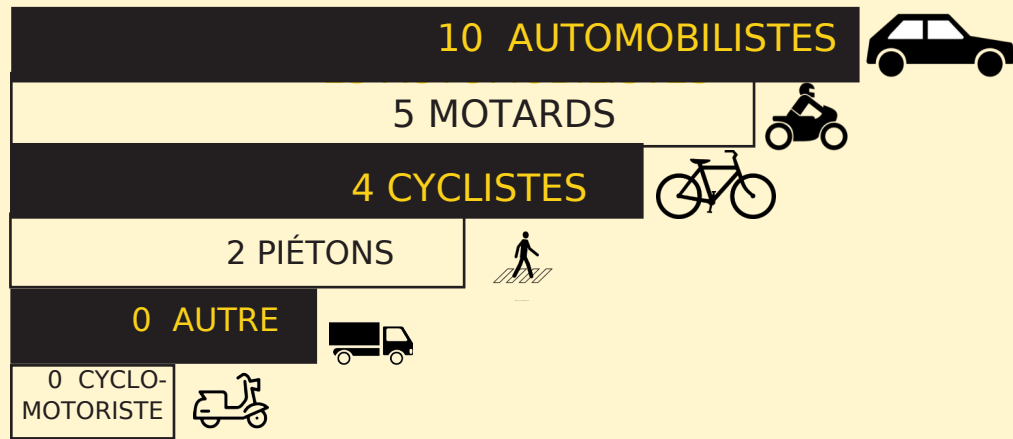 10 AUTOMOBILISTES
5 MOTARDS
4 CYCLISTES
2 PIÉTONS
0 AUTRE
0 CYCLO-
MOTORISTE